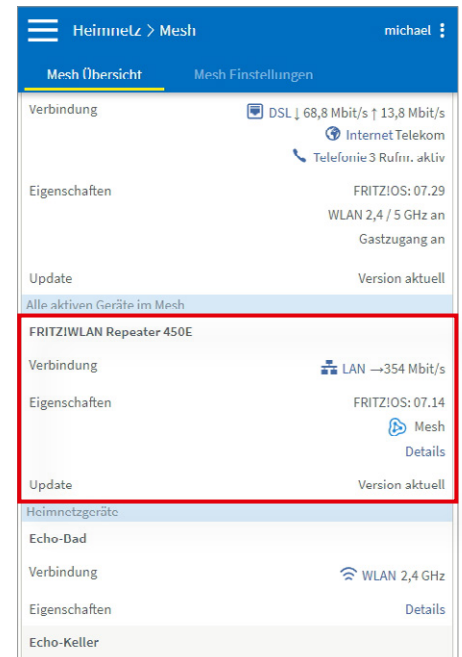 Heimnetz > Mesh michael
Mesh Übersicht Mesh Einstellungen
Verbindung DSL ↓ 68,8 Mbit/s ↑ 13,8 Mbit/s
Internet Telekom
Telefonie 3 Rufnr. aktiv
Eigenschaften FRITZ!OS: 07.29
WLAN 2,4 / 5 GHz an
Gastzugang an
Update Version aktuell
Alle aktiven Geräte im Mesh
FRITZ!WLAN Repeater 450E
Verbindung LAN →354 Mbit/s
Eigenschaften FRITZ!OS: 07.14
Mesh
Details
Update Version aktuell
Heimnetzgeräte
Echo-Bad
Verbindung WLAN 2,4 GHz
Eigenschaften Details
Echo-Keller